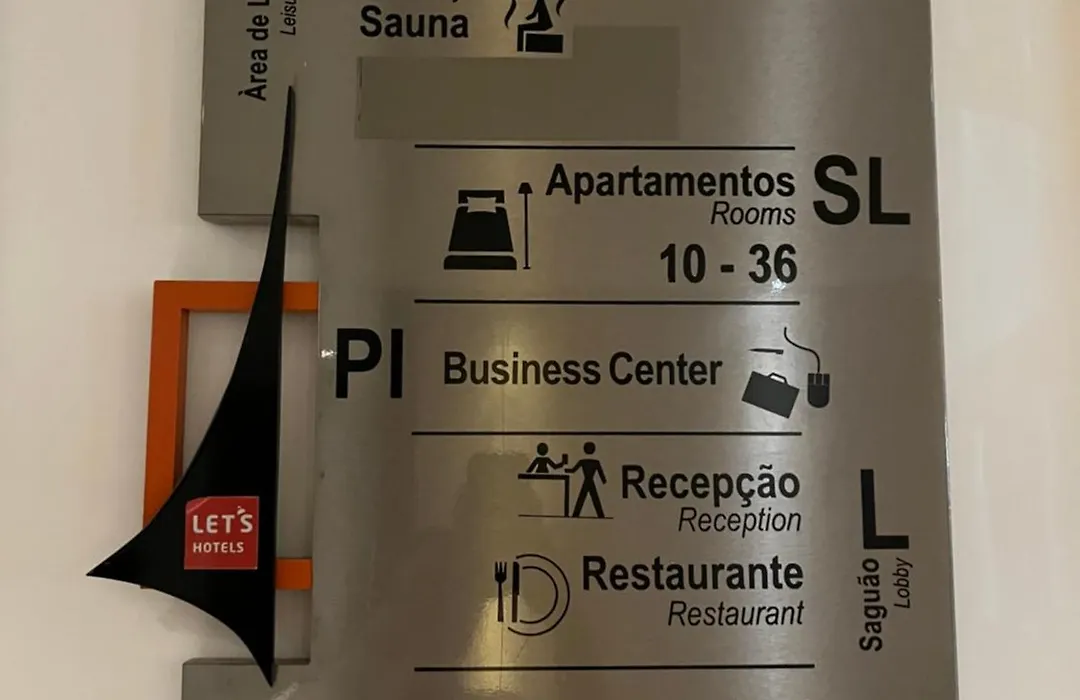 Àrea de L
Leisu
Sauna
Apartamentos
Rooms
10 - 36
SL
PI
Business Center
Recepção
Reception
Restaurante
Restaurant
L
Saguão
Lobby
LET'S
HOTELS